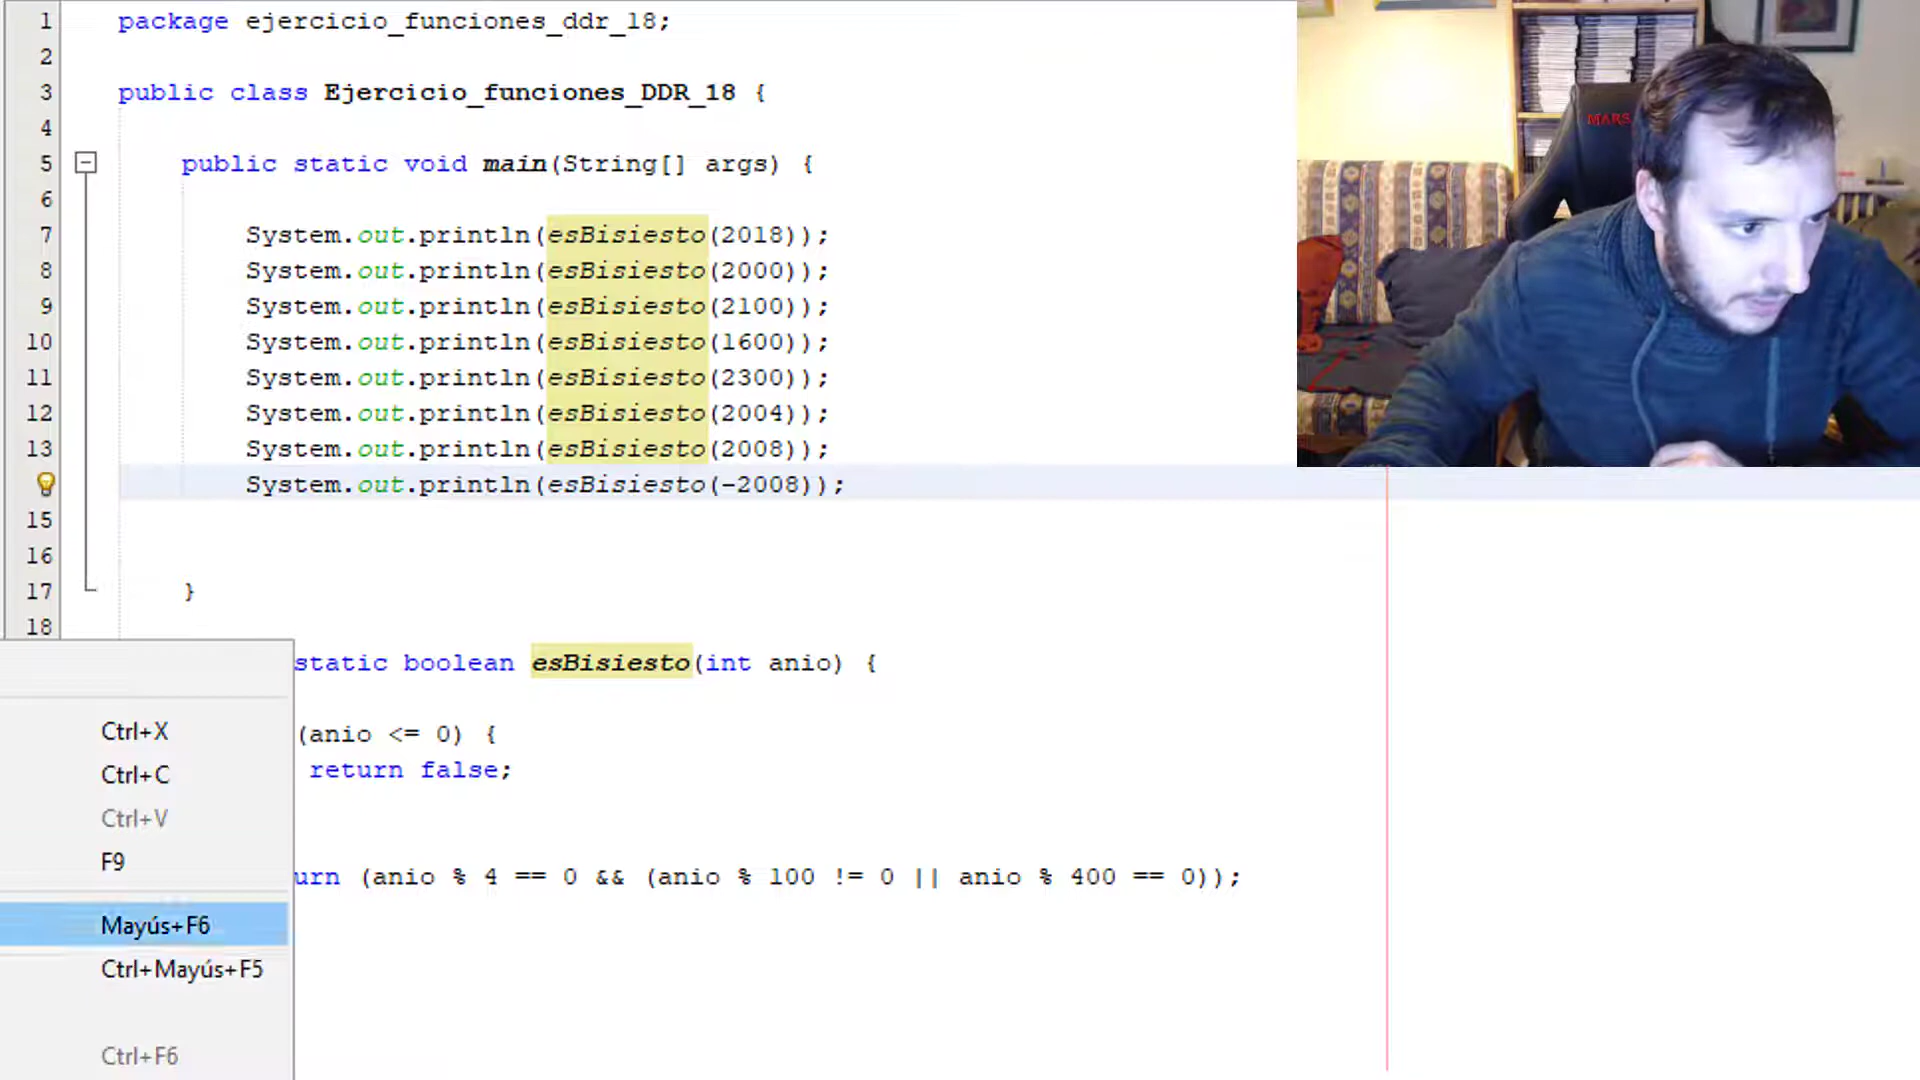 1 package ejercicio_funciones_ddr_18;
2
3 public class Ejercicio_funciones_DDR_18 {
4
5 public static void main(String[] args) {
6
7 System.out.println(esBisiesto(2018));
8 System.out.println(esBisiesto(2000));
9 System.out.println(esBisiesto(2100));
10 System.out.println(esBisiesto(1600));
11 System.out.println(esBisiesto(2300));
12 System.out.println(esBisiesto(2004));
13 System.out.println(esBisiesto(2008));
System.out.println(esBisiesto(-2008));
15
16
17 }
18
static boolean esBisiesto(int anio) {
(anio <= 0) {
return false;
urn (anio % 4 == 0 && (anio % 100 != 0 || anio % 400 == 0));
Ctrl+X
Ctrl+C
Ctrl+V
F9
Mayús+F6
Ctrl+Mayús+F5
Ctrl+F6
MARS